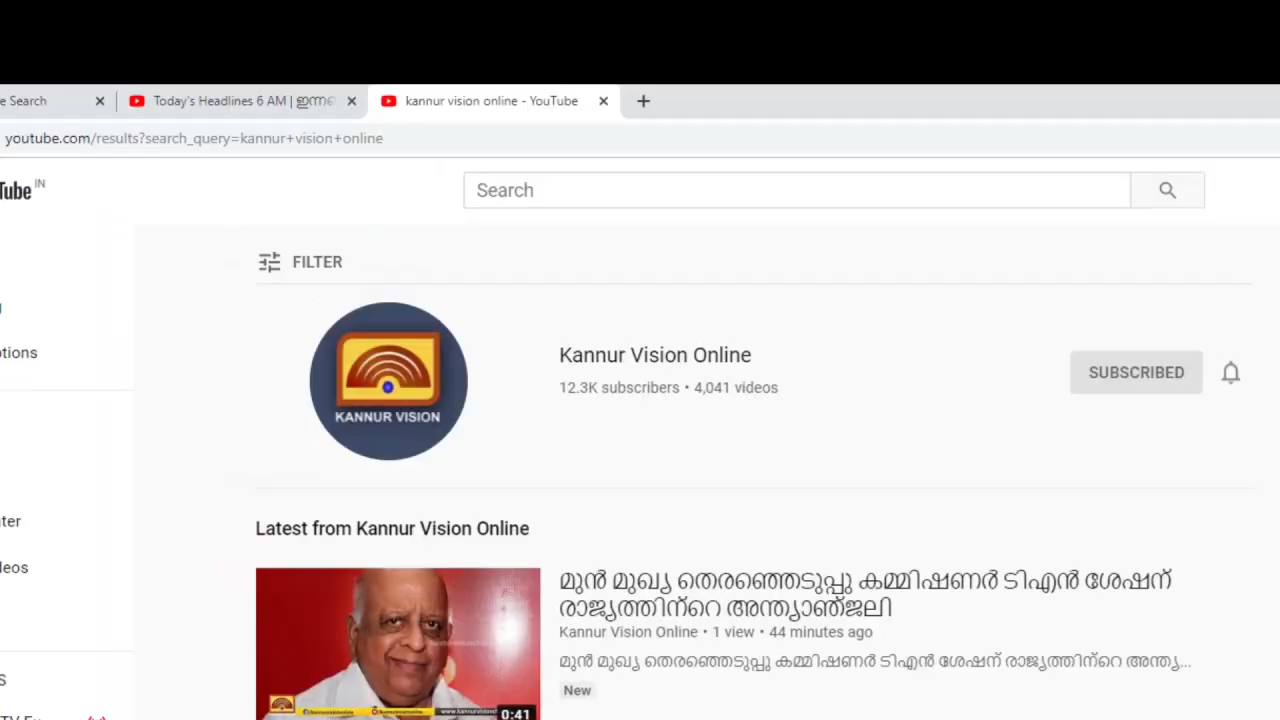 e Search
Today's Headlines 6 AM | ഇന്നത
kannur vision online - YouTube
youtube.com/results?search_query=kannur+vision+online
Tube IN
Search
FILTER
KANNUR VISION
Kannur Vision Online
12.3K subscribers • 4,041 videos
SUBSCRIBED
ptions
Latest from Kannur Vision Online
ter
leos
മുൻ മുഖ്യ തെരഞ്ഞെടുപ്പു കമ്മിഷണർ ടിഎൻ ശേഷന്
രാജ്യത്തിന്റെ അന്ത്യാഞ്ജലി
Kannur Vision Online • 1 view • 44 minutes ago
മുൻ മുഖ്യ തെരഞ്ഞെടുപ്പു കമ്മിഷണർ ടിഎൻ ശേഷന് രാജ്യത്തിന്റെ അന്ത്യ...
New
0:41
S